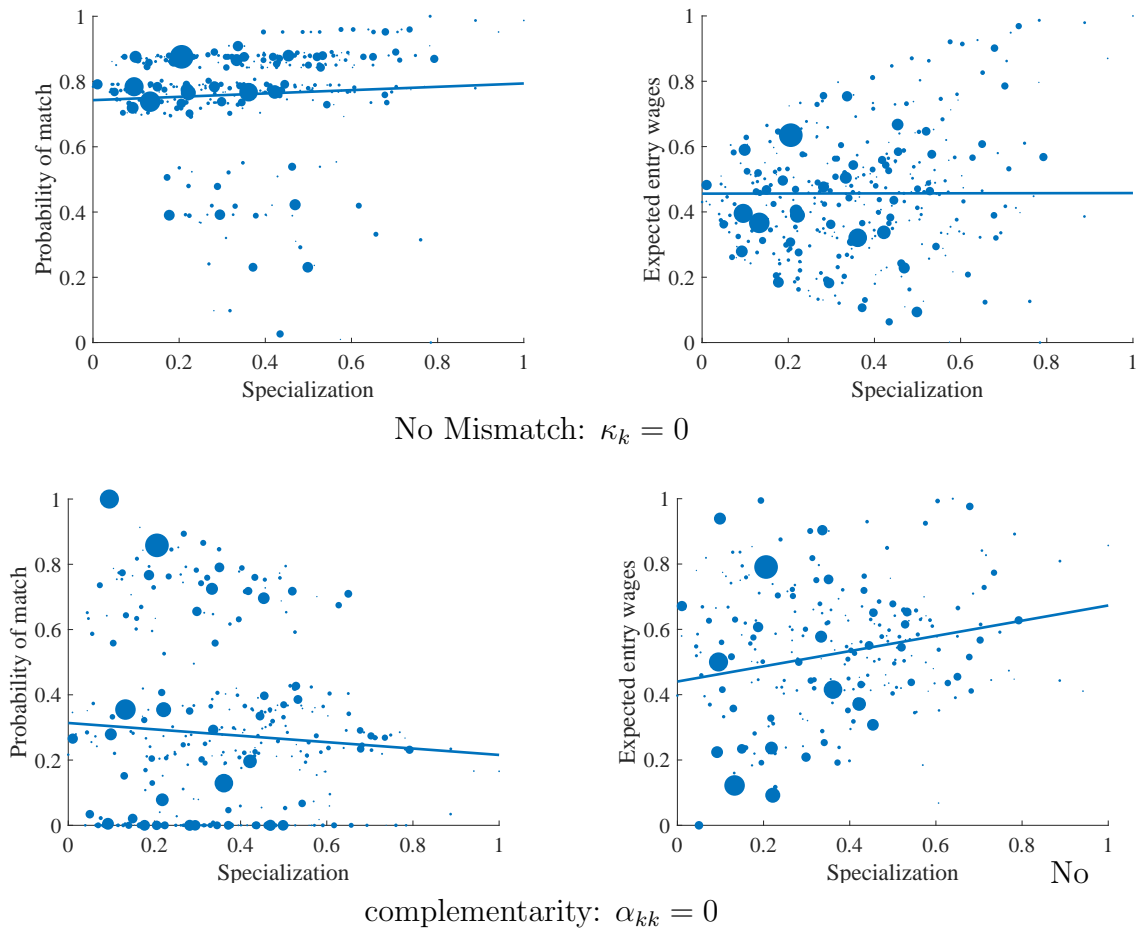 1
0.8
0.6
0.4
0.2
0
Probability of match
0 0.2 0.4 0.6 0.8 1
Specialization
1
0.8
0.6
0.4
0.2
0
Expected entry wages
0 0.2 0.4 0.6 0.8 1
Specialization
No Mismatch: κₖ = 0
1
0.8
0.6
0.4
0.2
0
Probability of match
0 0.2 0.4 0.6 0.8 1
Specialization
1
0.8
0.6
0.4
0.2
0
Expected entry wages
0 0.2 0.4 0.6 0.8 1
Specialization
No
complementarity: αₖₖ = 0